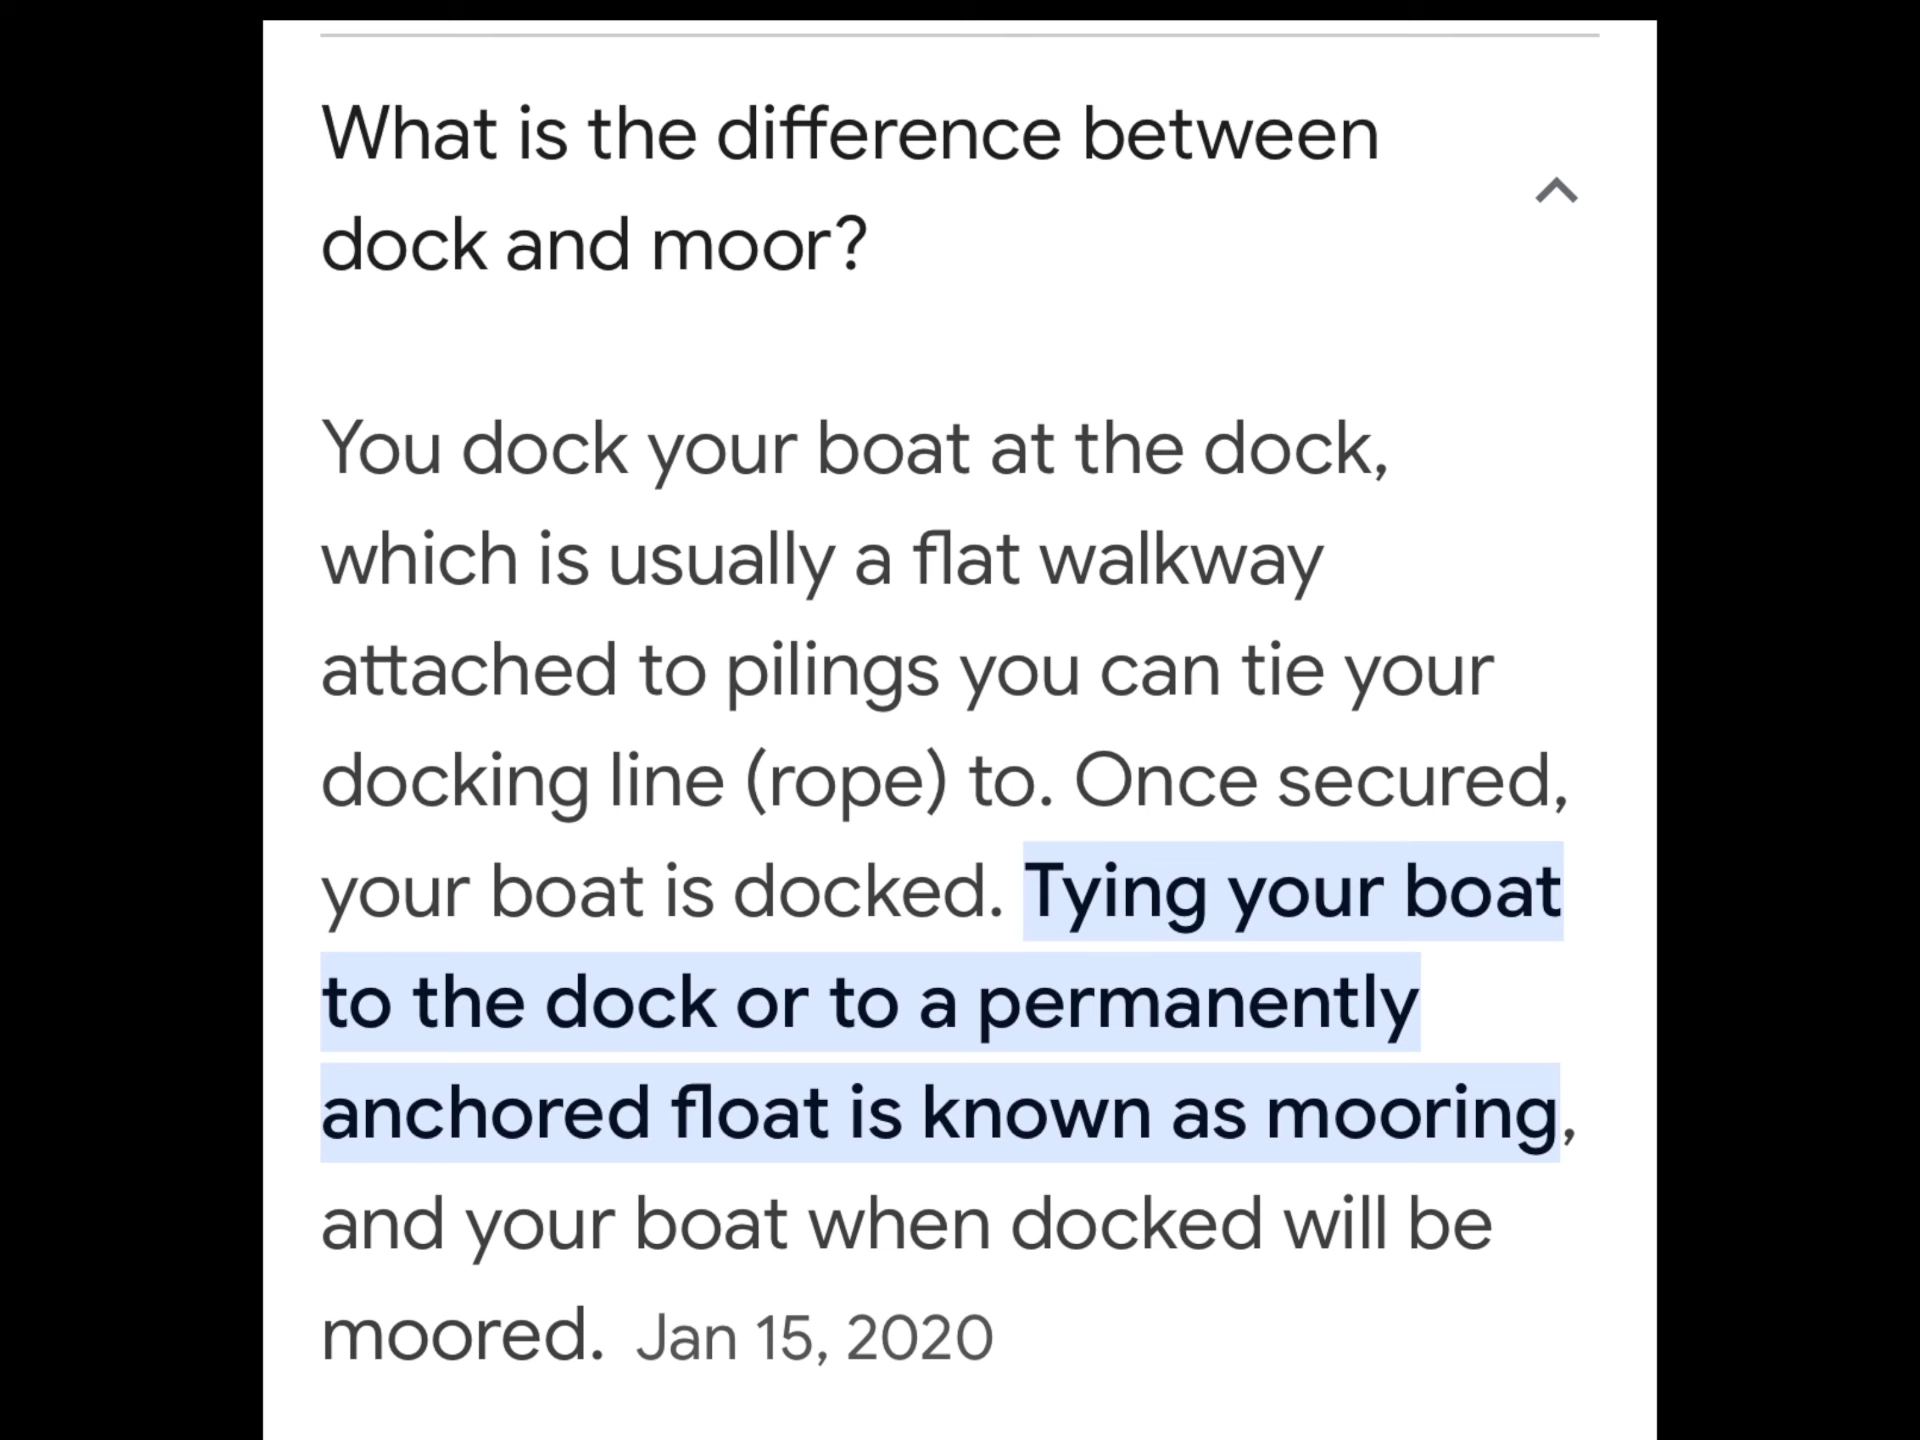 What is the difference between
dock and moor?
You dock your boat at the dock,
which is usually a flat walkway
attached to pilings you can tie your
docking line (rope) to. Once secured,
your boat is docked. Tying your boat
to the dock or to a permanently
anchored float is known as mooring,
and your boat when docked will be
moored. Jan 15, 2020